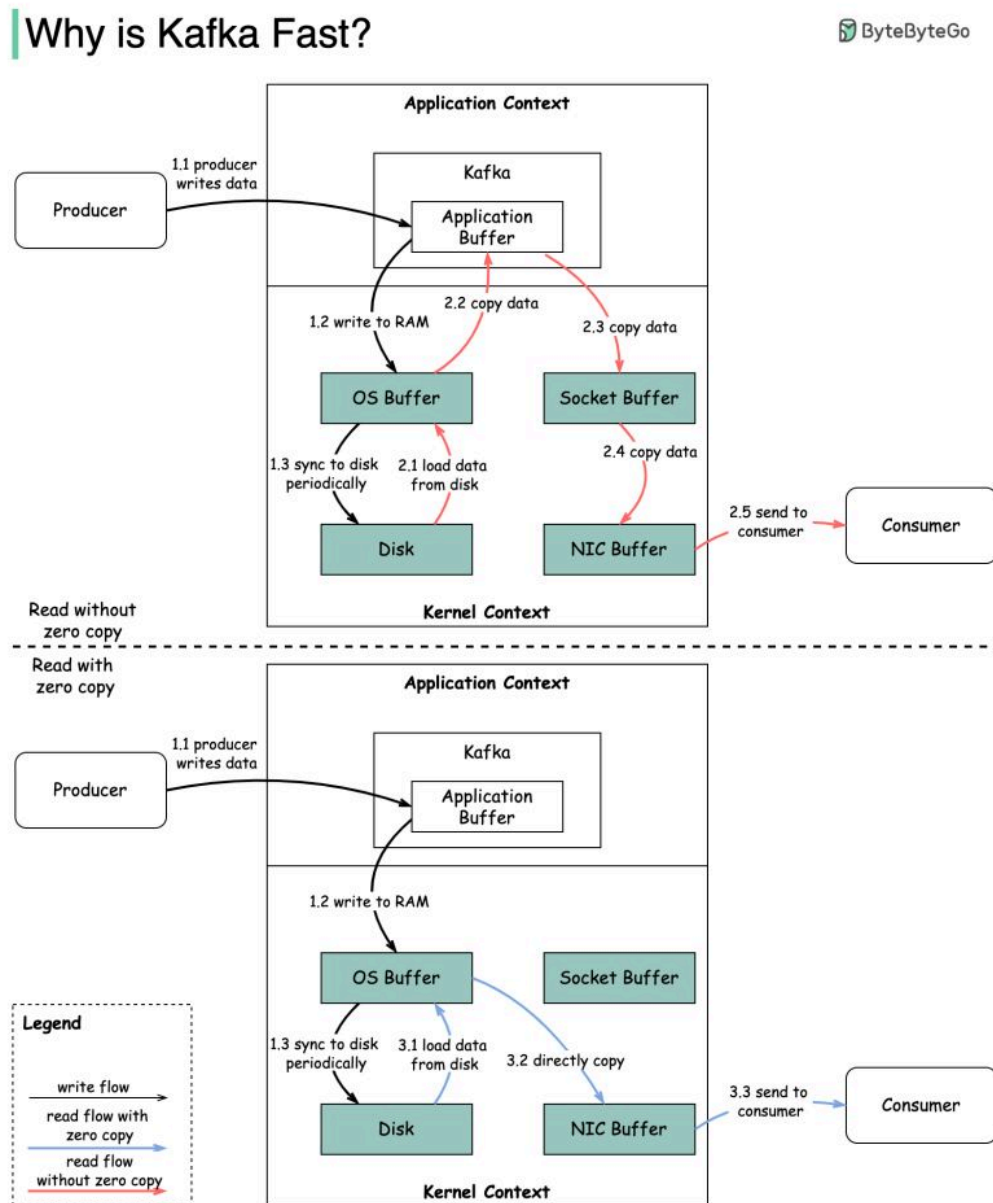 Why is Kafka Fast?
ByteByteGo
Application Context
1.1 producer
writes data
Kafka
Producer
Application
Buffer
2.2 copy data
1.2 write to RAM
2.3 copy data
OS Buffer
Socket Buffer
1.3 sync to disk
periodically
2.1 load data
from disk
2.4 copy data
2.5 send to
consumer
Consumer
Disk
NIC Buffer
Kernel Context
Read without
zero copy
Read with
zero copy
Application Context
1.1 producer
writes data
Kafka
Producer
Application
Buffer
1.2 write to RAM
OS Buffer
Socket Buffer
1.3 sync to disk
periodically
3.1 load data
from disk
3.2 directly copy
3.3 send to
consumer
Consumer
Disk
NIC Buffer
Kernel Context
Legend
write flow
read flow with
zero copy
read flow
without zero copy